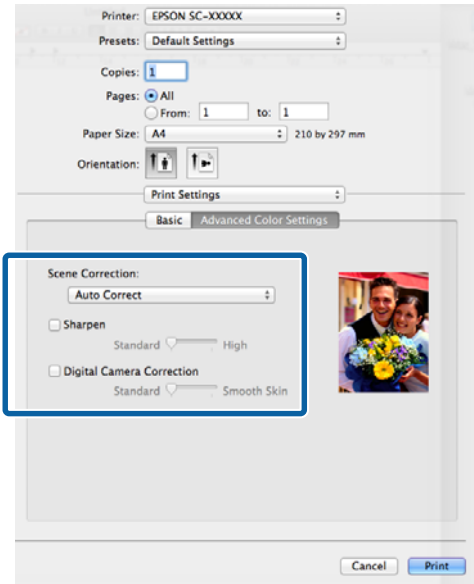 Printer: EPSON SC-XXXXX
Presets: Default Settings
Copies: 1
Pages: All
From: 1 to: 1
Paper Size: A4 210 by 297 mm
Orientation:
Print Settings
Basic Advanced Color Settings
Scene Correction:
Auto Correct
Sharpen
Standard High
Digital Camera Correction
Standard Smooth Skin
Cancel Print